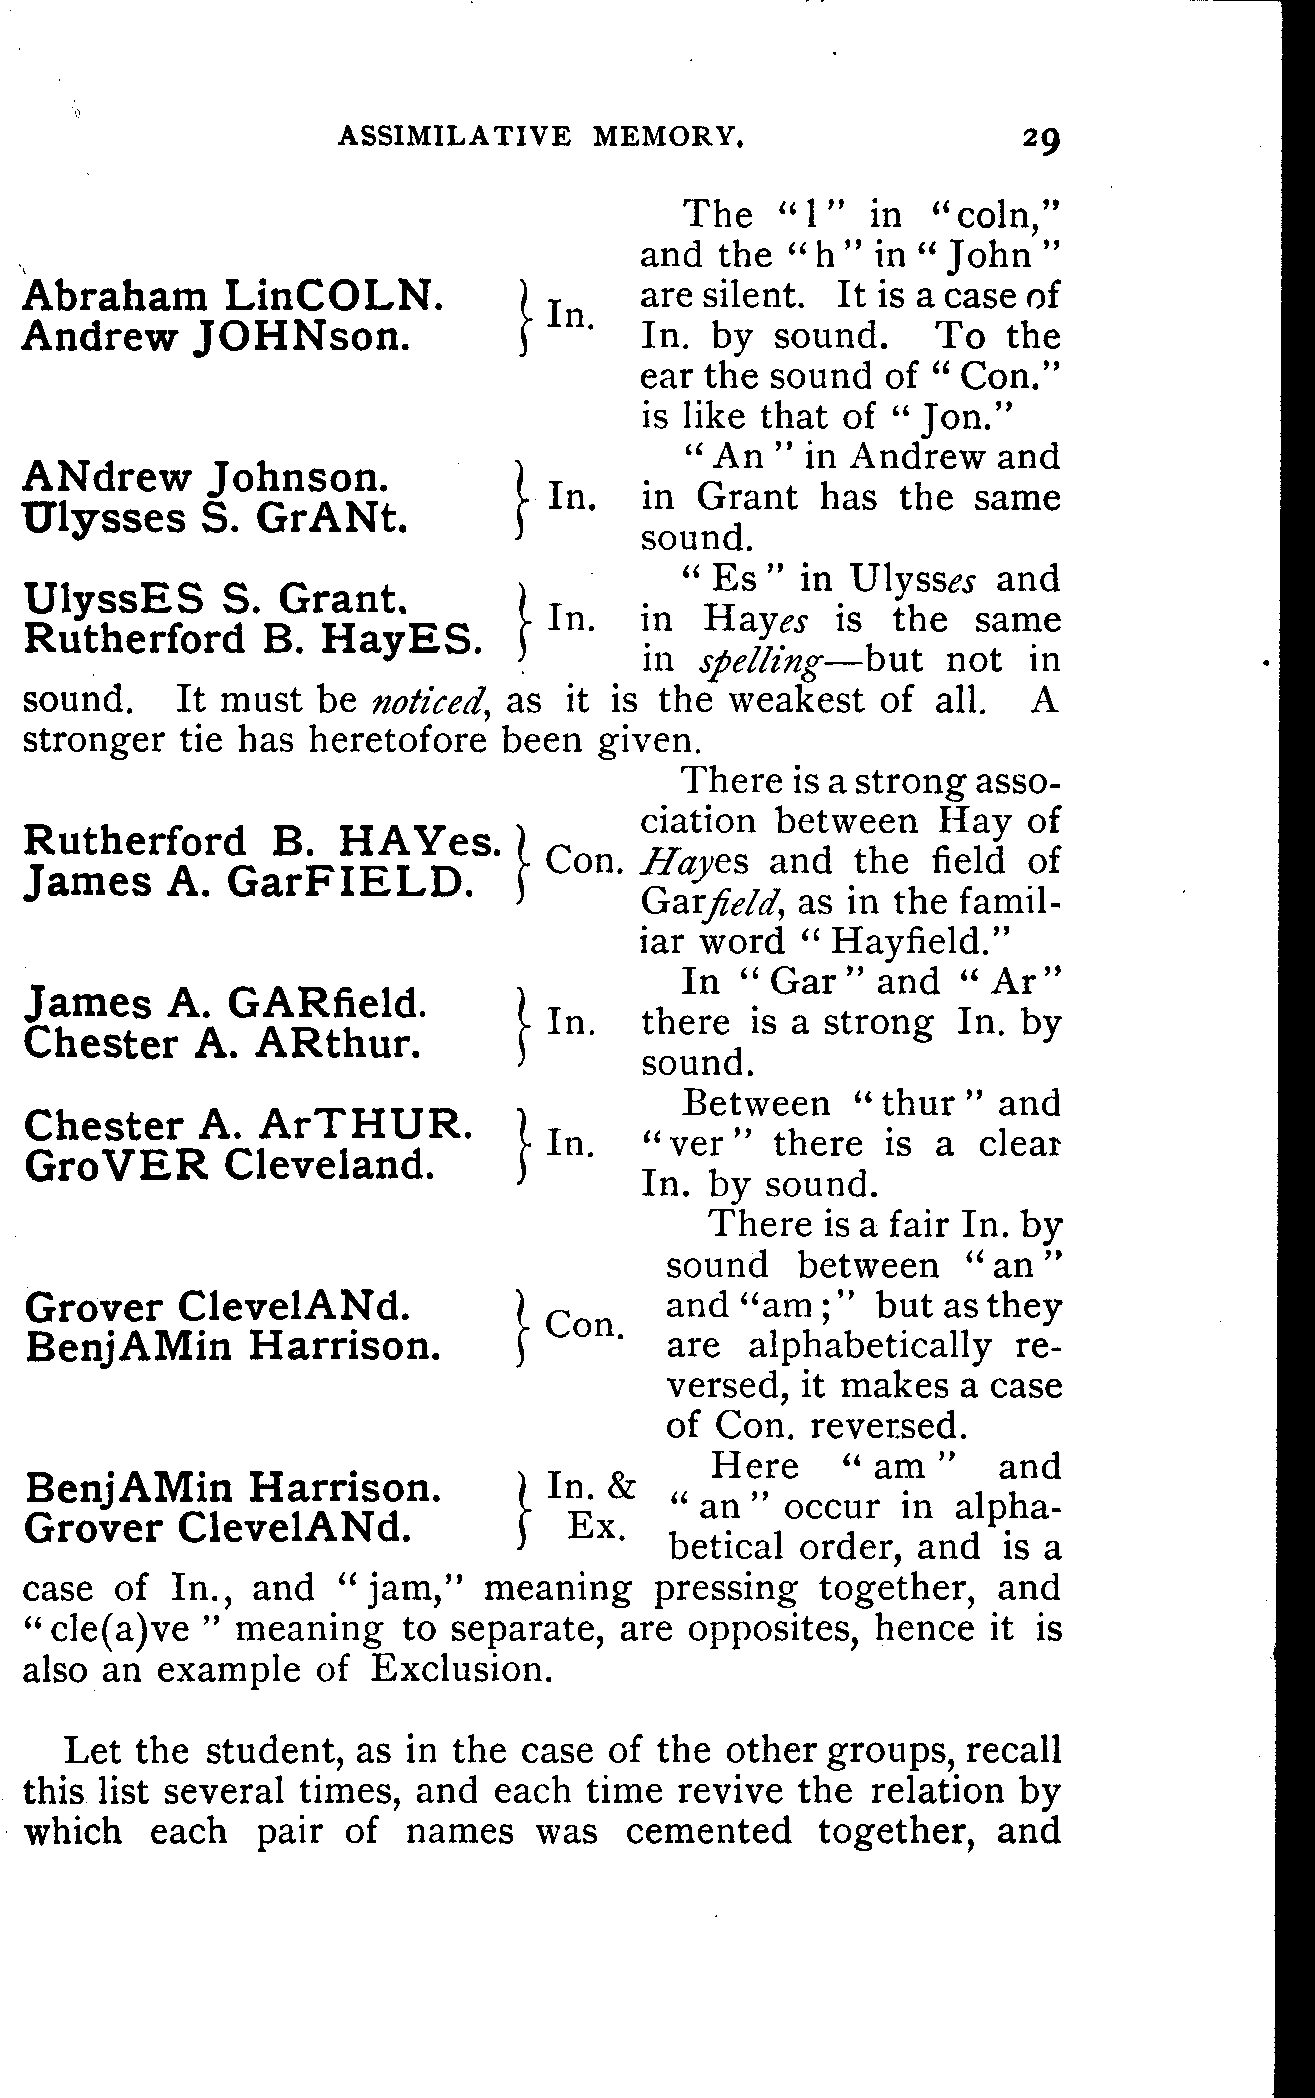 ASSIMILATIVE MEMORY. 29
Abraham LinCOLN.
Andrew JOHNson.
} In.
The "l" in "coln,"
and the "h" in "John"
are silent. It is a case of
In. by sound. To the
ear the sound of "Con."
is like that of "Jon."
ANdrew Johnson.
Ulysses S. GrANt.
} In.
"An" in Andrew and
in Grant has the same
sound.
UlyssES S. Grant.
Rutherford B. HayES.
} In.
"Es" in Ulysses and
in Hayes is the same
in spelling—but not in
sound. It must be noticed, as it is the weakest of all. A
stronger tie has heretofore been given.
Rutherford B. HAYes.
James A. GarFIELD.
} Con.
There is a strong asso-
ciation between Hay of
Hayes and the field of
Garfield, as in the famil-
iar word "Hayfield."
James A. GARfield.
Chester A. ARthur.
} In.
In "Gar" and "Ar"
there is a strong In. by
sound.
Chester A. ArTHUR.
GroVER Cleveland.
} In.
Between "thur" and
"ver" there is a clear
In. by sound.
Grover ClevelANd.
BenjAMin Harrison.
} Con.
There is a fair In. by
sound between "an"
and "am;" but as they
are alphabetically re-
versed, it makes a case
of Con. reversed.
BenjAMin Harrison.
Grover ClevelANd.
} In. &
Ex.
Here "am" and
"an" occur in alpha-
betical order, and is a
case of In., and "jam," meaning pressing together, and
"cle(a)ve" meaning to separate, are opposites, hence it is
also an example of Exclusion.
Let the student, as in the case of the other groups, recall
this list several times, and each time revive the relation by
which each pair of names was cemented together, and